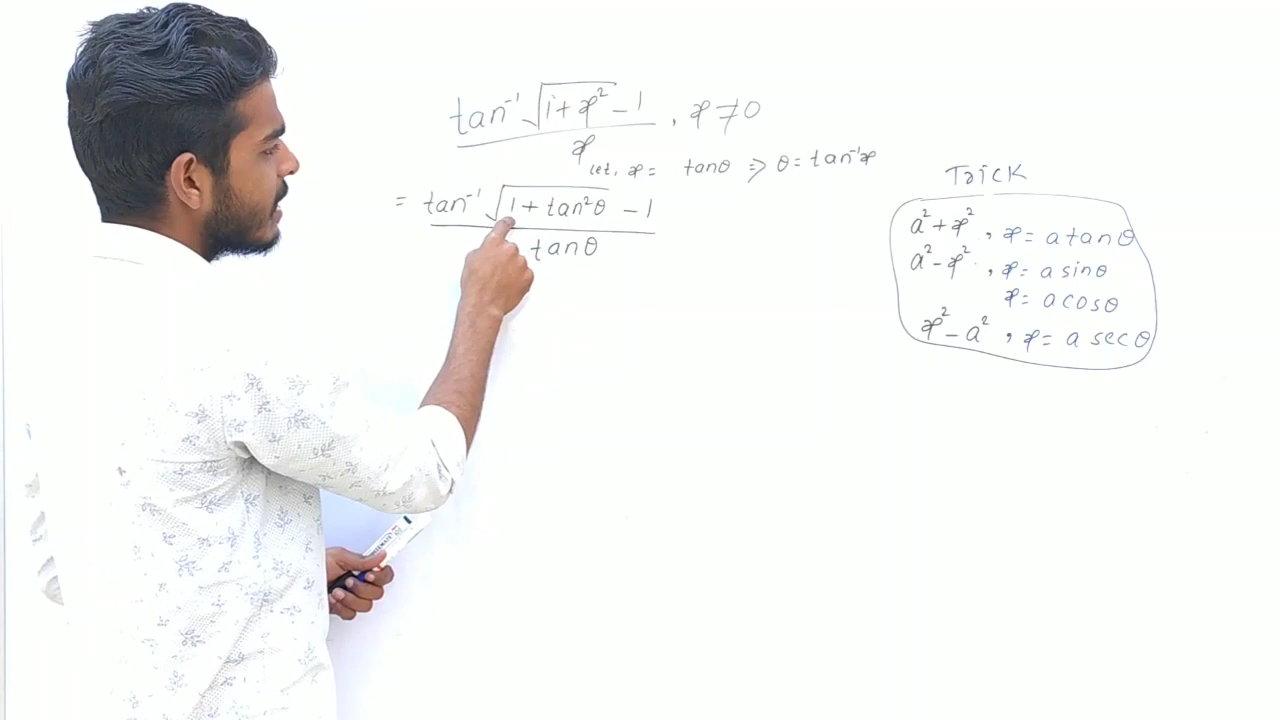 tan⁻¹ √(1+x²) - 1 / x , x ≠ 0
Let, x = tanθ ⇒ θ = tan⁻¹x
= tan⁻¹ √(1 + tan²θ) - 1 / tanθ
Trick
a² + x² , x = a tanθ
a² - x² , x = a sinθ
x = a cosθ
x² - a² , x = a secθ